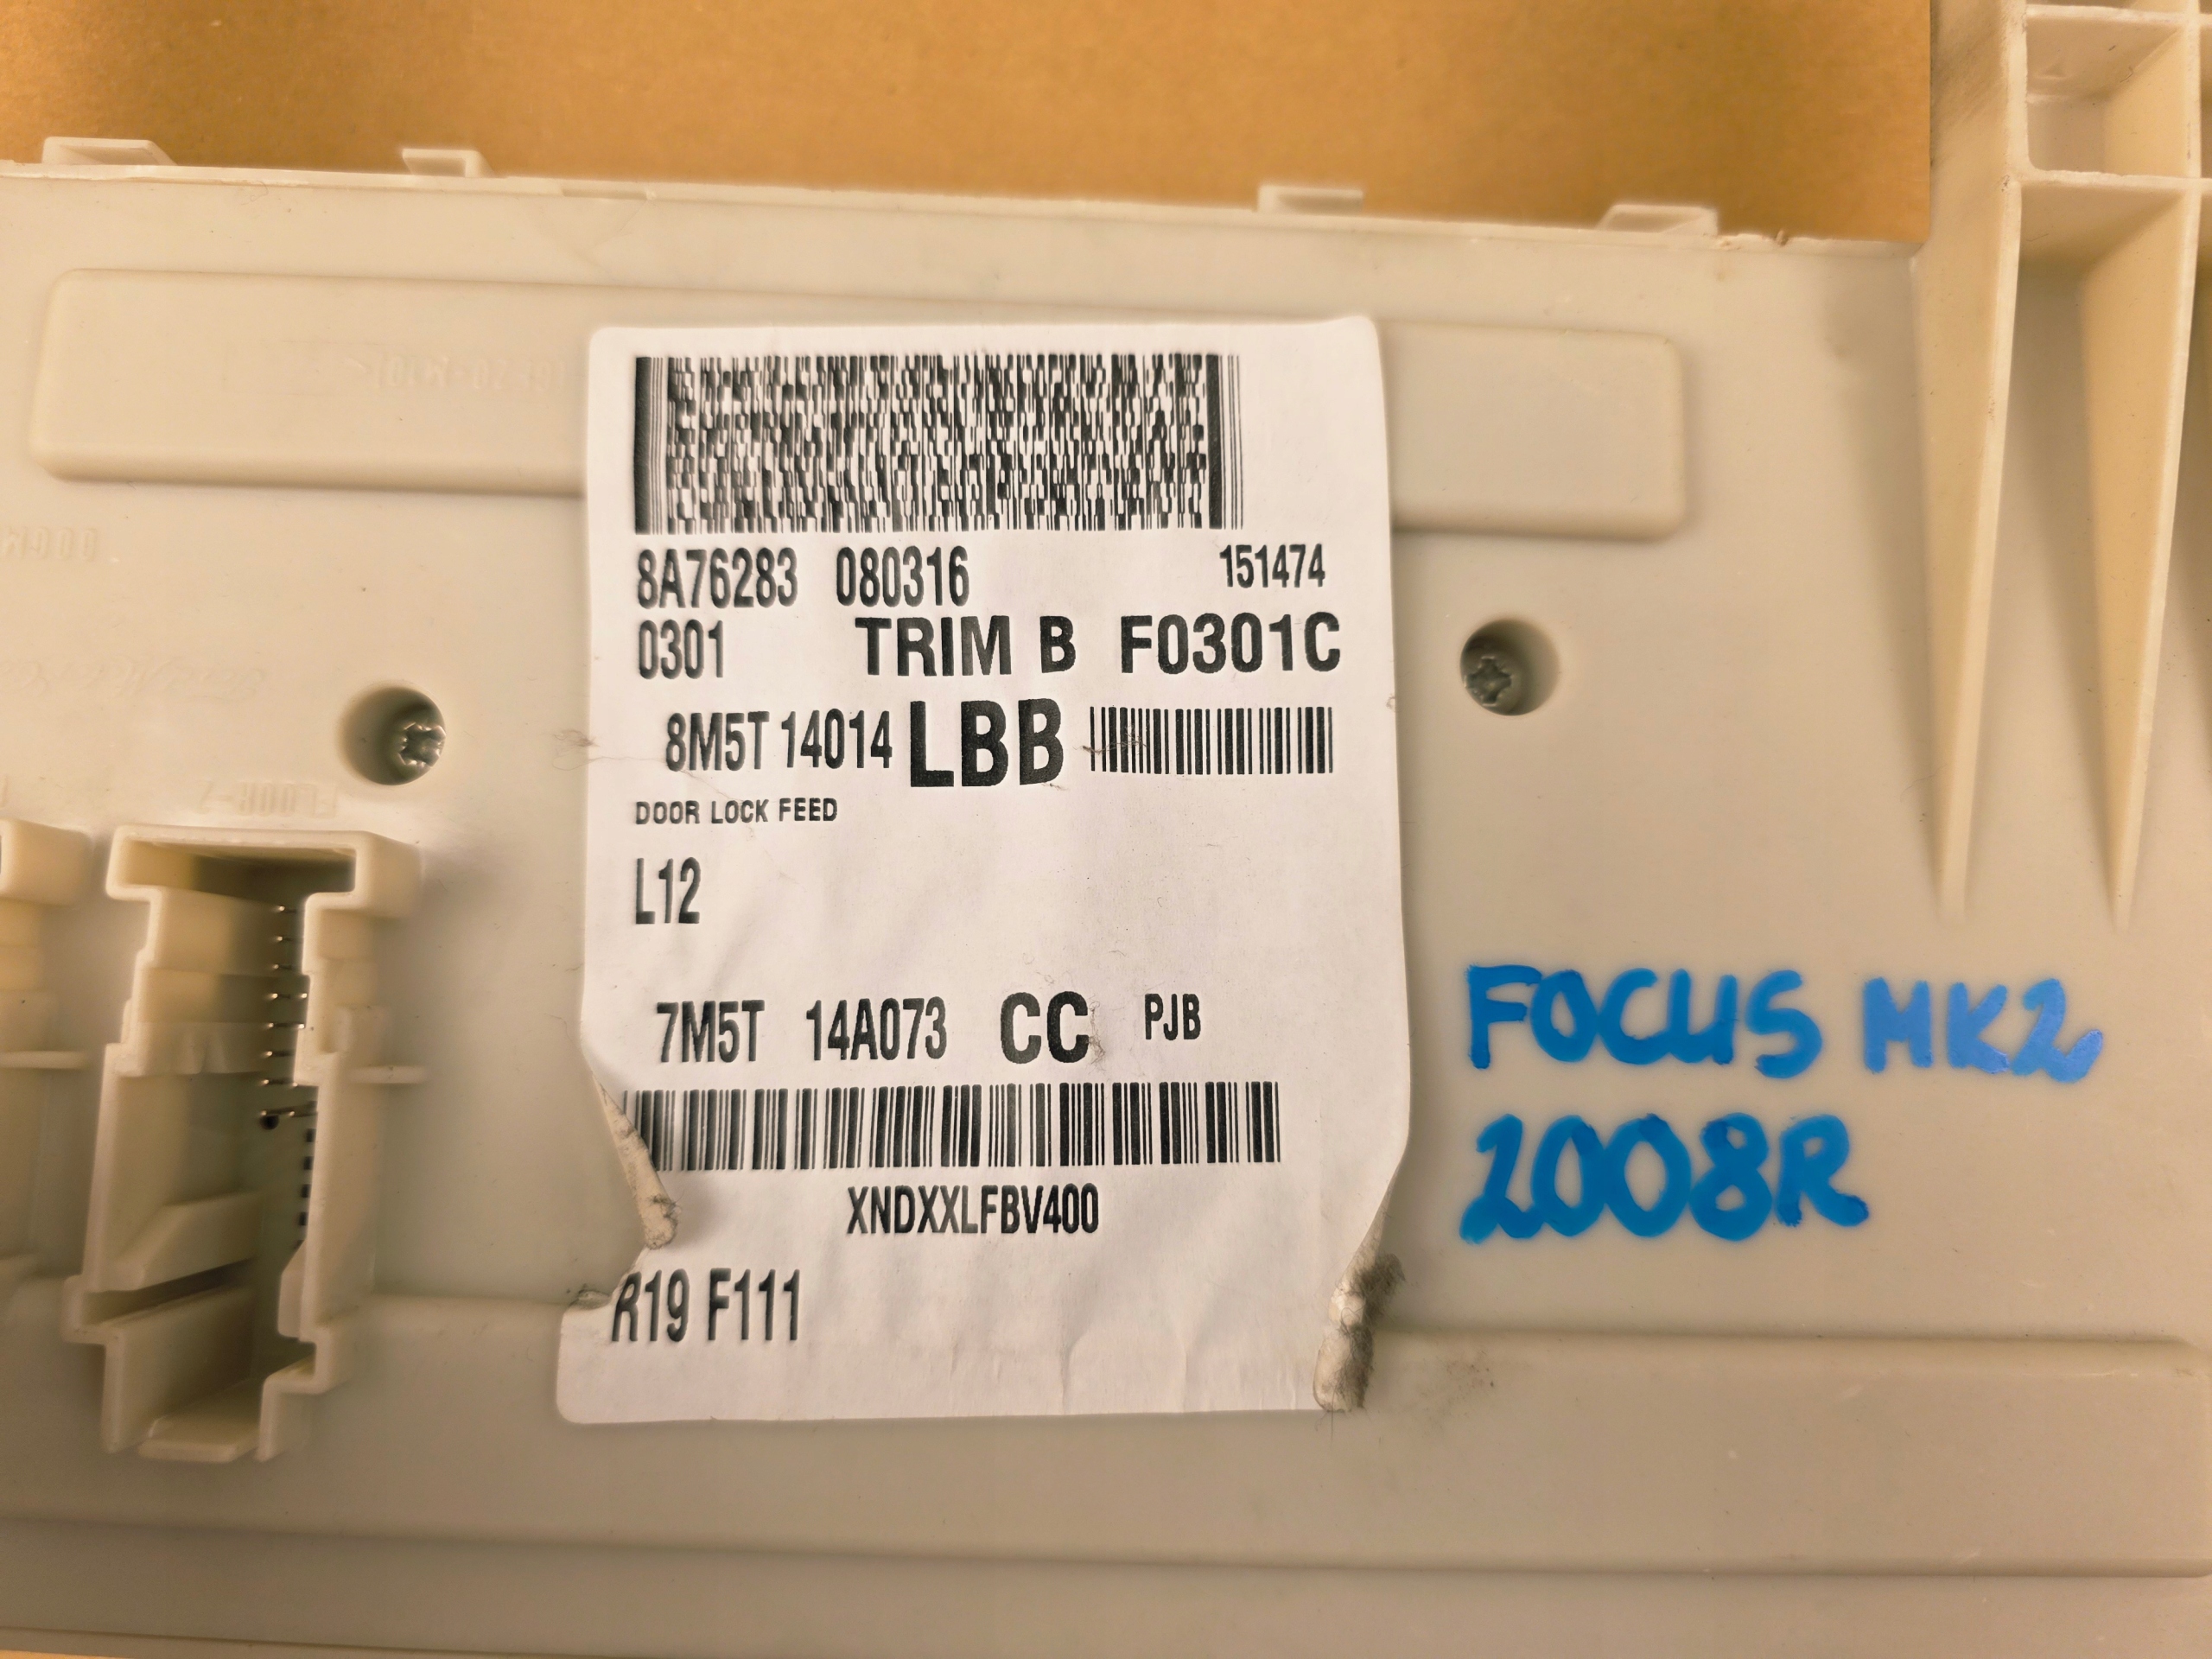 8A76283 080316 151474
0301 TRIM B F0301C
8M5T 14014 LBB
DOOR LOCK FEED
L12
7M5T 14A073 CC PJB
XNDXXLFBV400
R19 F111
FOCUS MK2
2008R